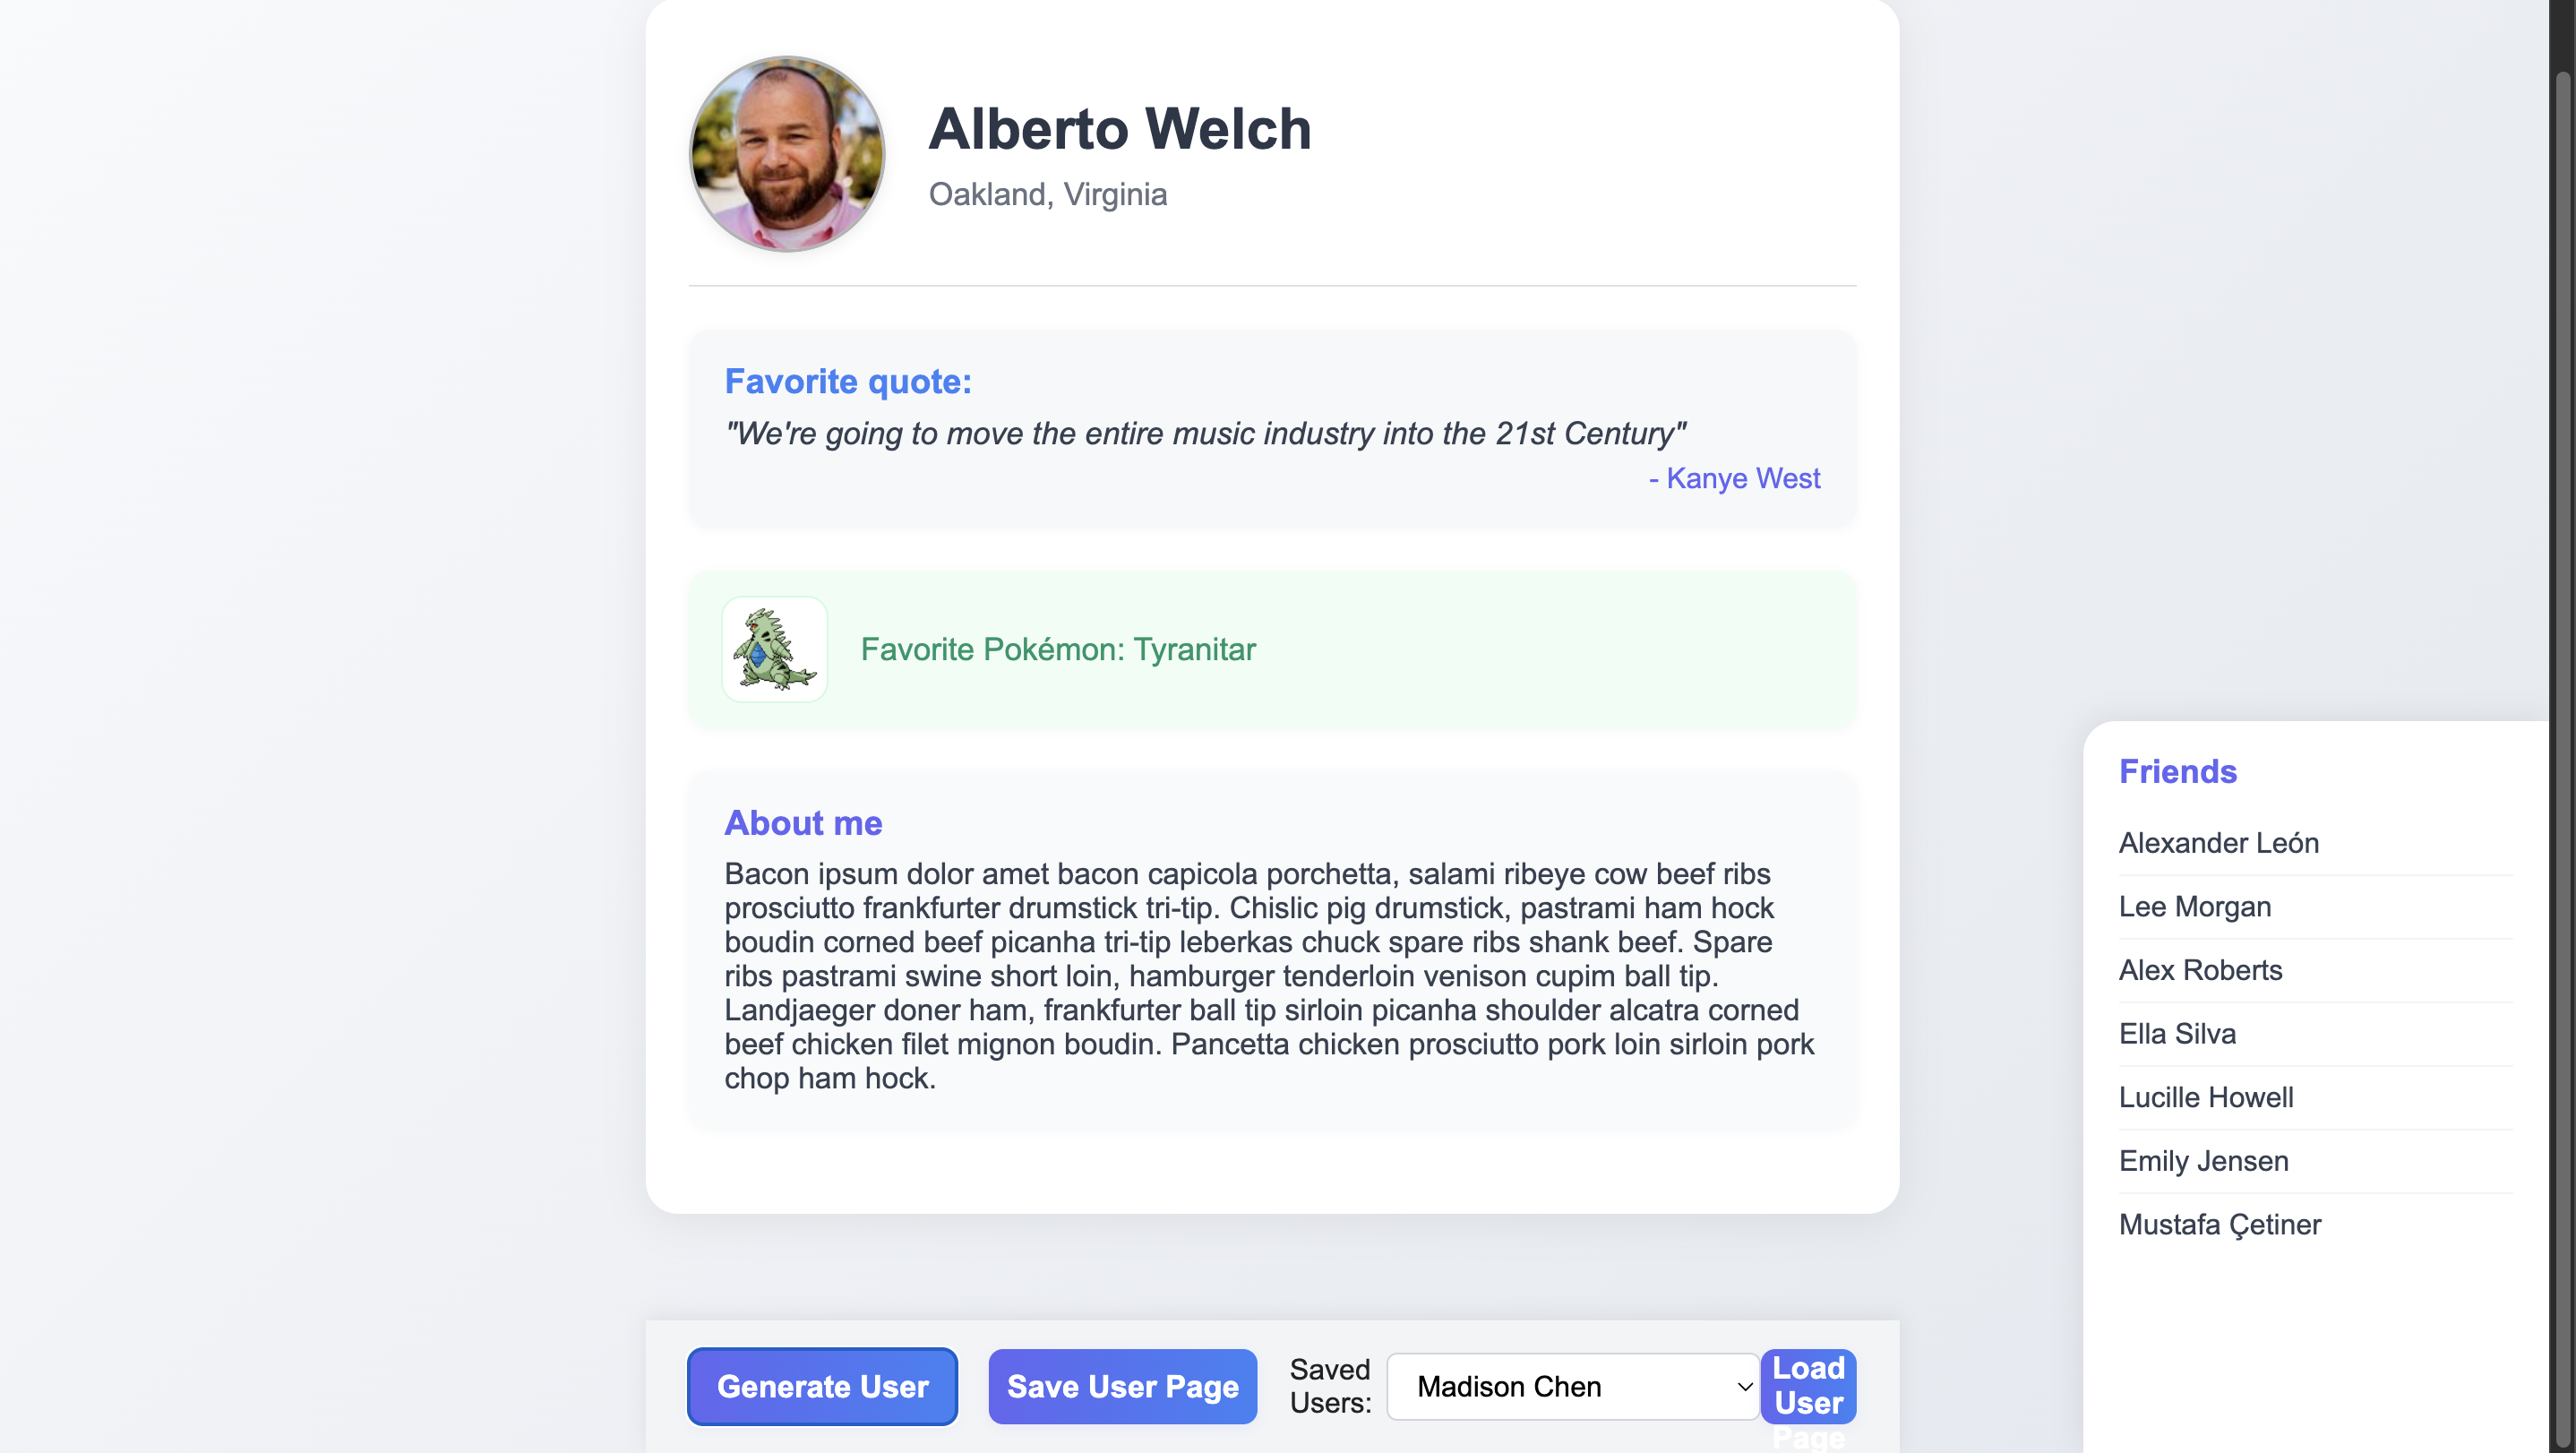 Alberto Welch
Oakland, Virginia
Favorite quote:
"We're going to move the entire music industry into the 21st Century"
- Kanye West
Favorite Pokémon: Tyranitar
About me
Bacon ipsum dolor amet bacon capicola porchetta, salami ribeye cow beef ribs
prosciutto frankfurter drumstick tri-tip. Chislic pig drumstick, pastrami ham hock
boudin corned beef picanha tri-tip leberkas chuck spare ribs shank beef. Spare
ribs pastrami swine short loin, hamburger tenderloin venison cupim ball tip.
Landjaeger doner ham, frankfurter ball tip sirloin picanha shoulder alcatra corned
beef chicken filet mignon boudin. Pancetta chicken prosciutto pork loin sirloin pork
chop ham hock.
Friends
Alexander León
Lee Morgan
Alex Roberts
Ella Silva
Lucille Howell
Emily Jensen
Mustafa Çetiner
Generate User
Save User Page
Saved
Users:
Madison Chen
Load
User
Page